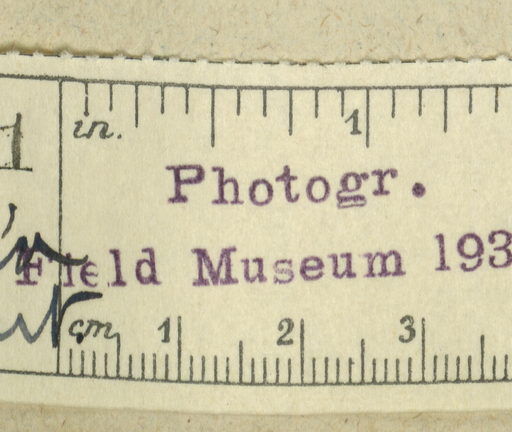 in. 1
Photogr.
Field Museum 193
cm 1 2 3